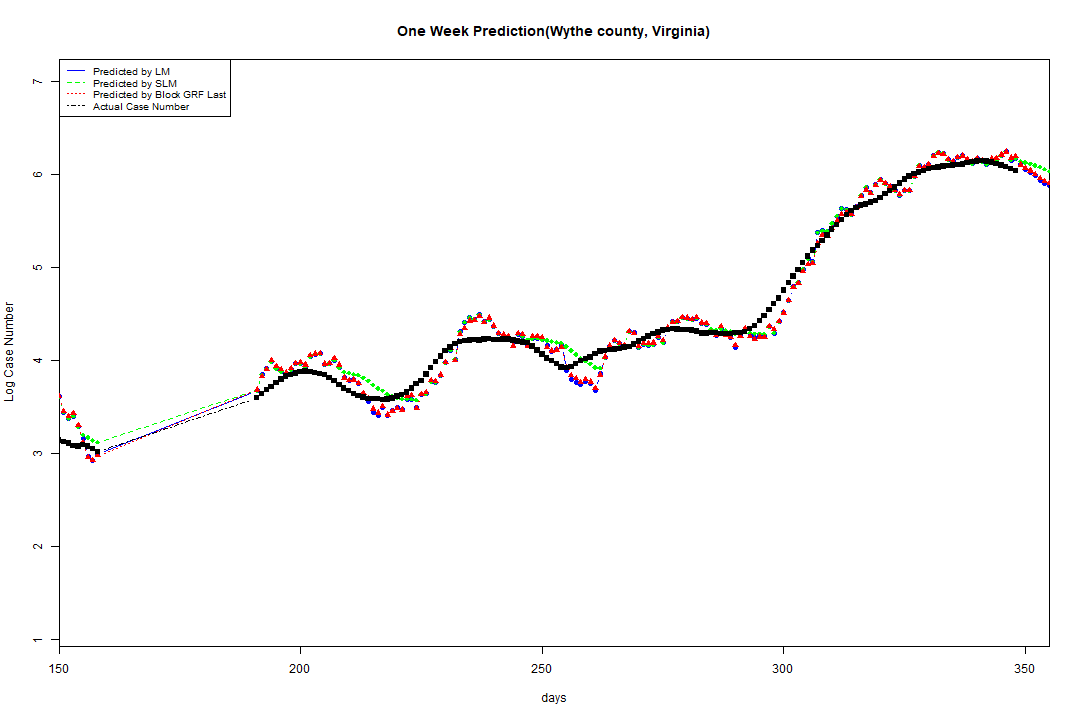 One Week Prediction(Wythe county, Virginia)
Predicted by LM
Predicted by SLM
Predicted by Block GRF Last
Actual Case Number
7
6
5
4
3
2
1
Log Case Number
150 200 250 300 350
days